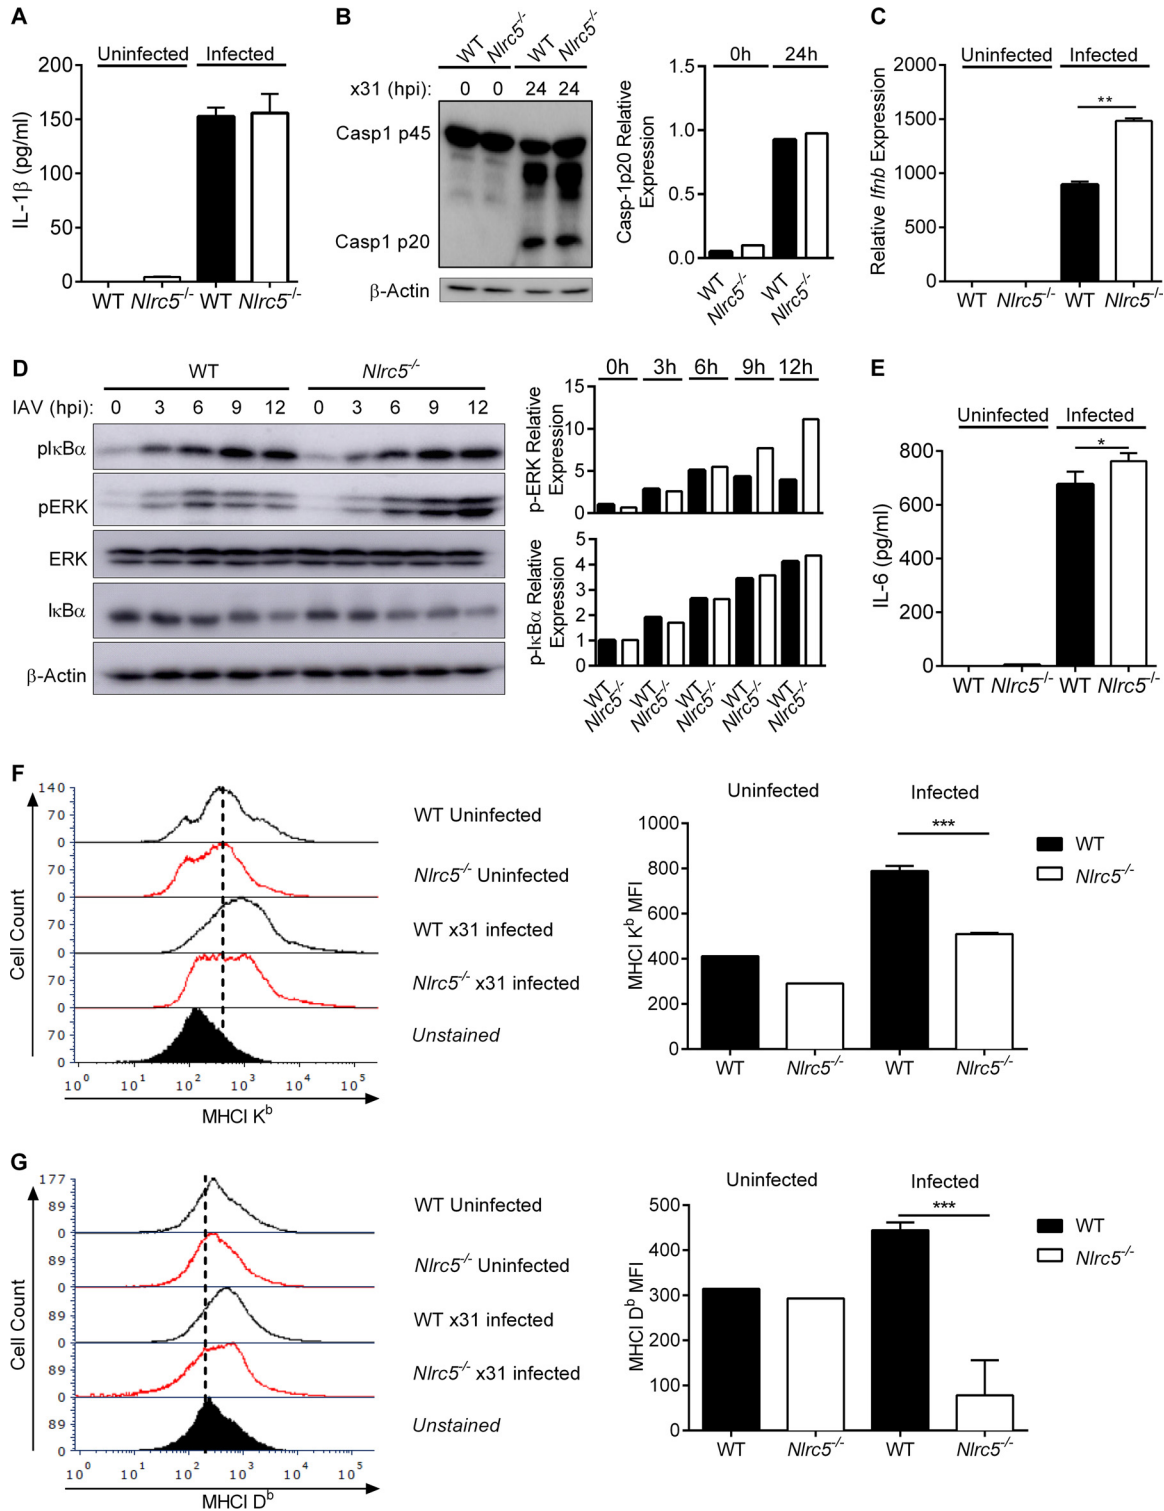 A
Uninfected Infected
200
150
100
50
0
IL-1β (pg/ml)
WT Nlrc5-/- WT Nlrc5-/-
B
WT Nlrc5-/- WT Nlrc5-/-
x31 (hpi): 0 0 24 24
Casp1 p45
Casp1 p20
β-Actin
0h 24h
1.5
1.0
0.5
0.0
Casp-1p20 Relative
Expression
WT Nlrc5-/- WT Nlrc5-/-
C
Uninfected Infected
2000
1500
1000
500
0
**
Relative Ifnb Expression
WT Nlrc5-/- WT Nlrc5-/-
D
WT Nlrc5-/-
IAV (hpi): 0 3 6 9 12 0 3 6 9 12
pIκBα
pERK
ERK
IκBα
β-Actin
0h 3h 6h 9h 12h
15
10
5
0
p-ERK Relative
Expression
5
4
3
2
1
0
p-IκBα Relative
Expression
WT Nlrc5-/- WT Nlrc5-/- WT Nlrc5-/- WT Nlrc5-/- WT Nlrc5-/-
E
Uninfected Infected
800
600
400
200
0
*
IL-6 (pg/ml)
WT Nlrc5-/- WT Nlrc5-/-
F
Cell Count
140
70
0
WT Uninfected
70
0
Nlrc5-/- Uninfected
70
0
WT x31 infected
70
0
Nlrc5-/- x31 infected
70
0
Unstained
10^0 10^1 10^2 10^3 10^4 10^5
MHCI K^b
Uninfected Infected
1000
800
600
400
200
0
***
MHCI K^b MFI
WT Nlrc5-/- WT Nlrc5-/-
WT
Nlrc5-/-
G
Cell Count
177
89
0
WT Uninfected
89
0
Nlrc5-/- Uninfected
89
0
WT x31 infected
89
0
Nlrc5-/- x31 infected
89
0
Unstained
10^0 10^1 10^2 10^3 10^4 10^5
MHCI D^b
Uninfected Infected
500
400
300
200
100
0
***
MHCI D^b MFI
WT Nlrc5-/- WT Nlrc5-/-
WT
Nlrc5-/-